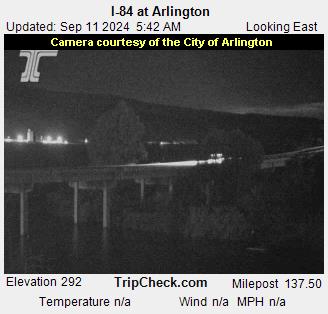 I-84 at Arlington
Updated: Sep 11 2024 5:42 AM Looking East
Camera courtesy of the City of Arlington
Elevation 292 TripCheck.com Milepost 137.50
Temperature n/a Wind n/a MPH n/a